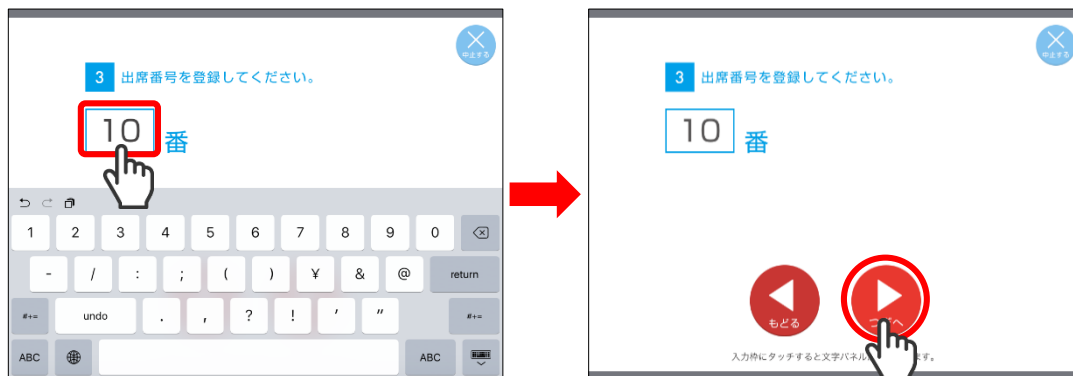 中止する
3 出席番号を登録してください。
10 番
1 2 3 4 5 6 7 8 9 0
- / : ; ( ) ¥ & @ return
#+= undo . , ? ! ' " #+=
ABC ABC
中止する
3 出席番号を登録してください。
10 番
もどる
入力枠にタッチすると文字パネル ます。